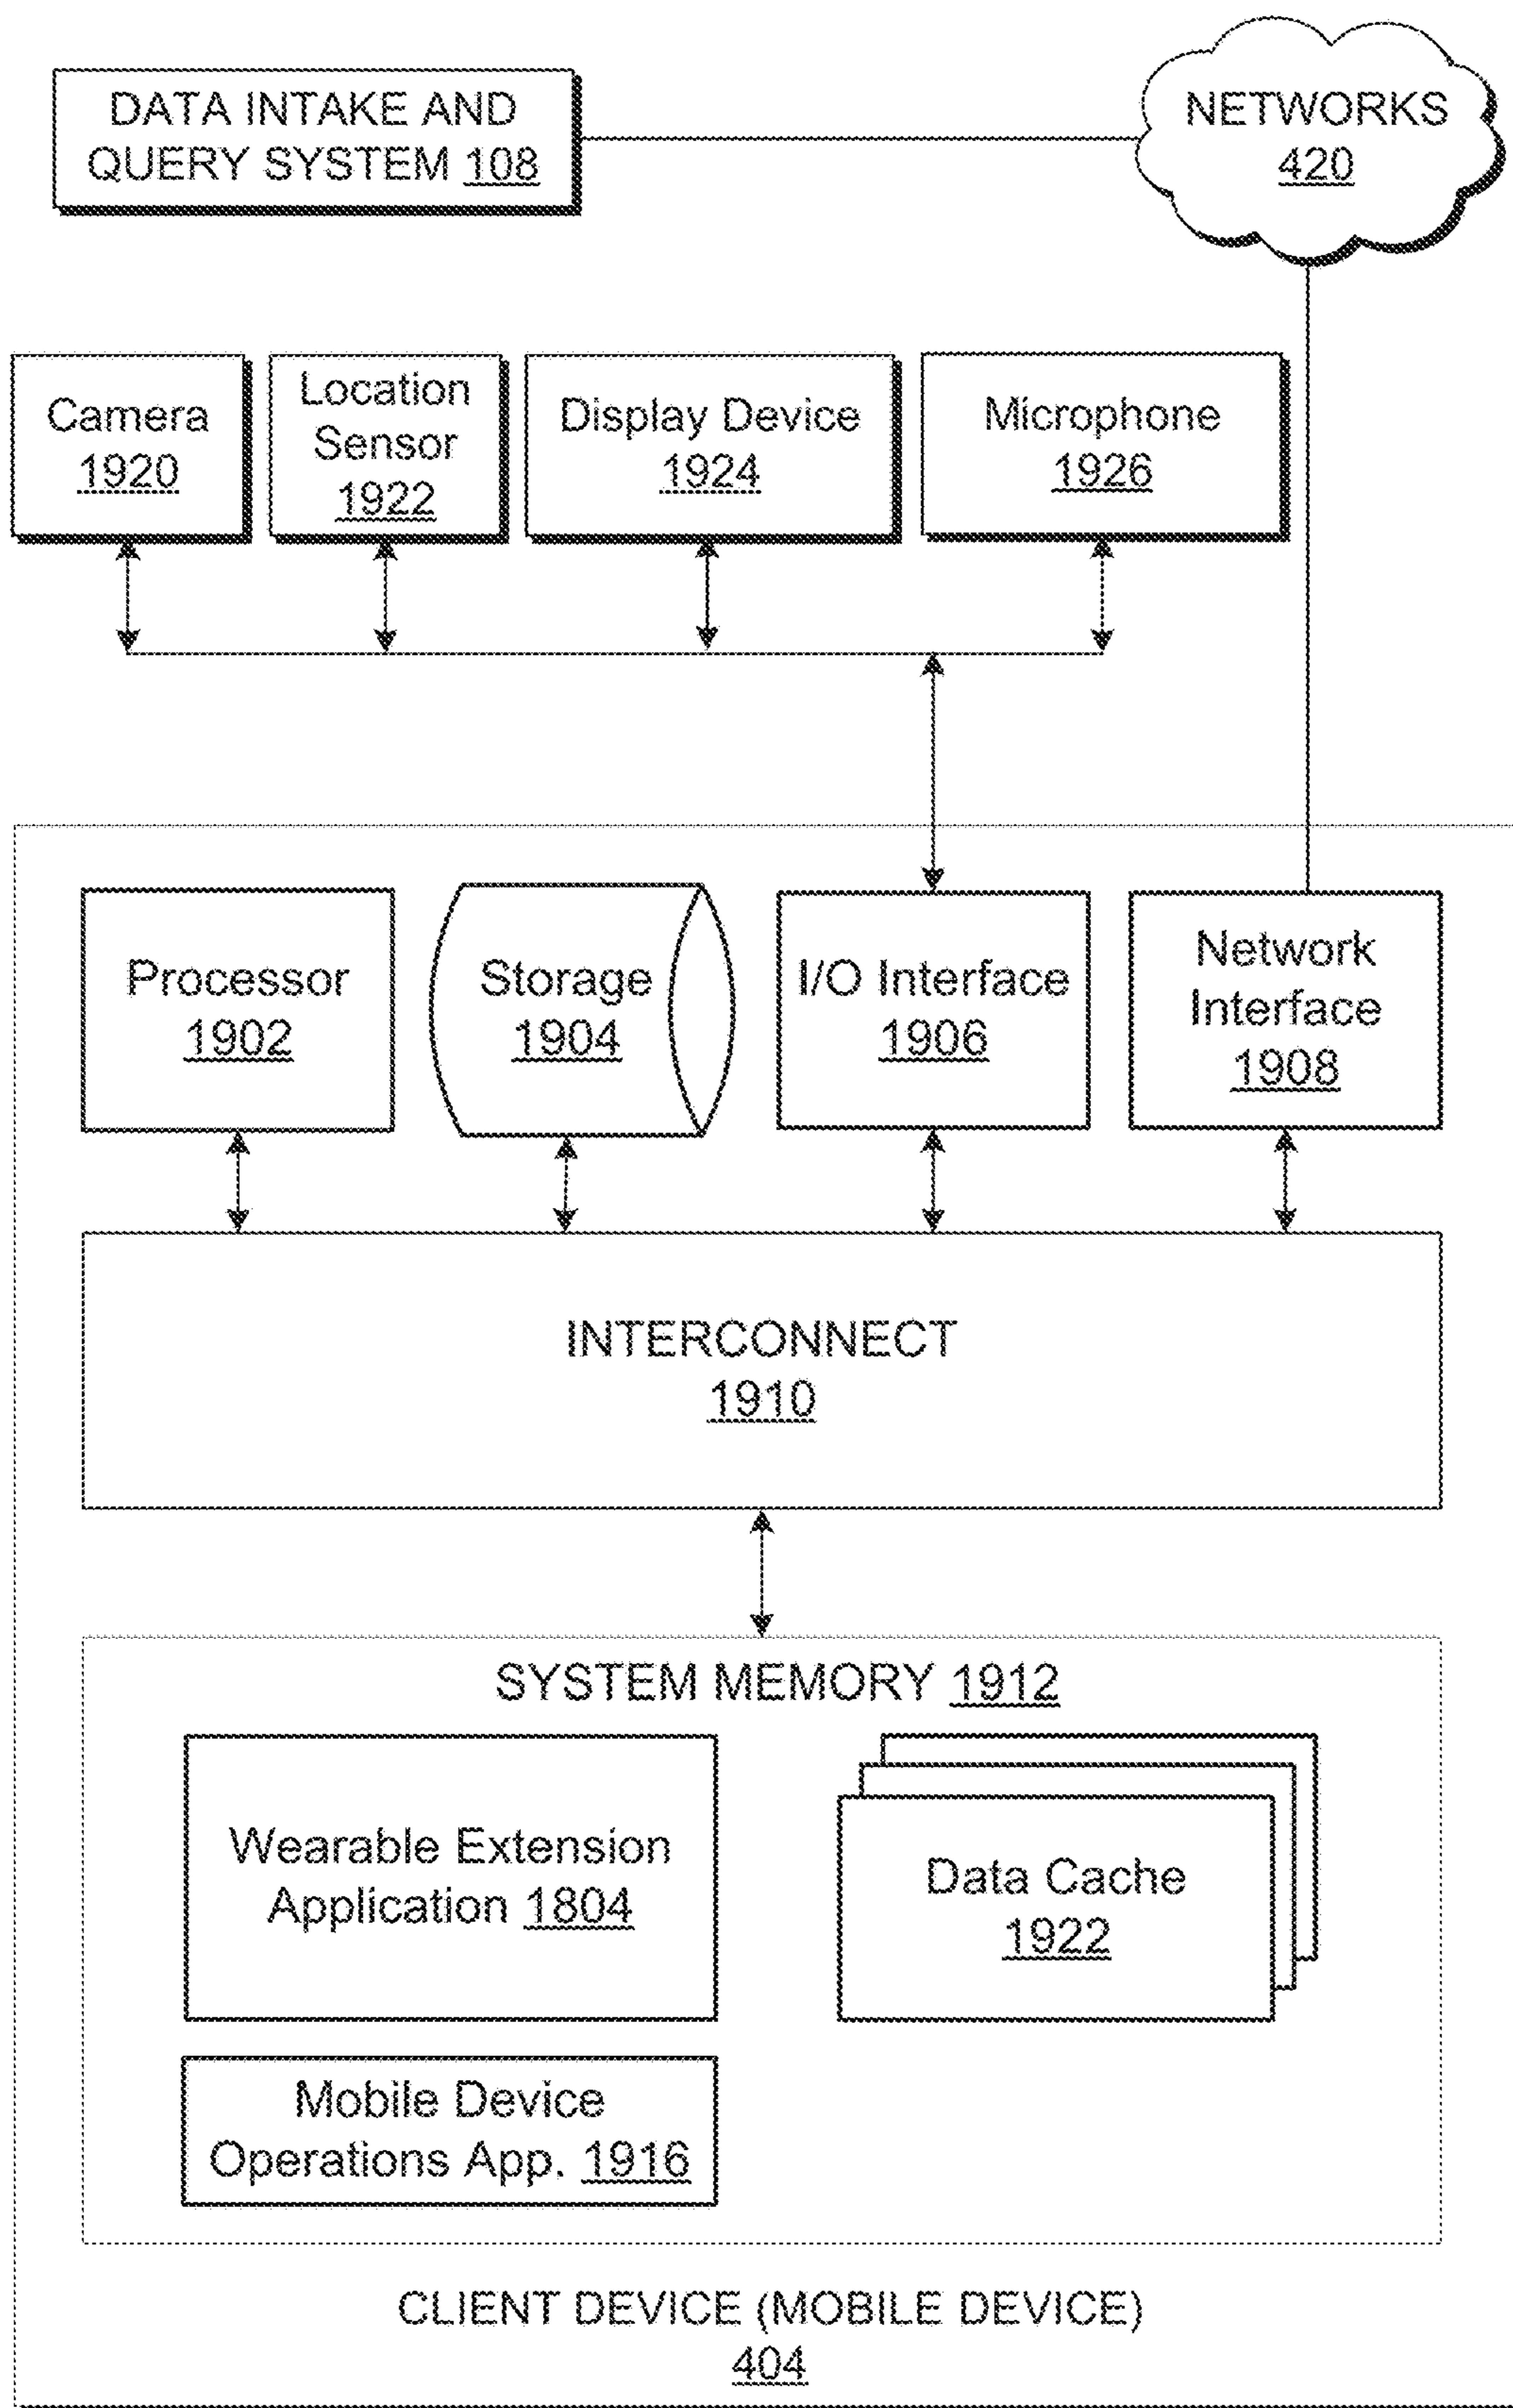 DATA INTAKE AND
QUERY SYSTEM 108
NETWORKS
420
Camera
1920
Location
Sensor
1922
Display Device
1924
Microphone
1926
Processor
1902
Storage
1904
I/O Interface
1906
Network
Interface
1908
INTERCONNECT
1910
SYSTEM MEMORY 1912
Wearable Extension
Application 1804
Data Cache
1922
Mobile Device
Operations App. 1916
CLIENT DEVICE (MOBILE DEVICE)
404